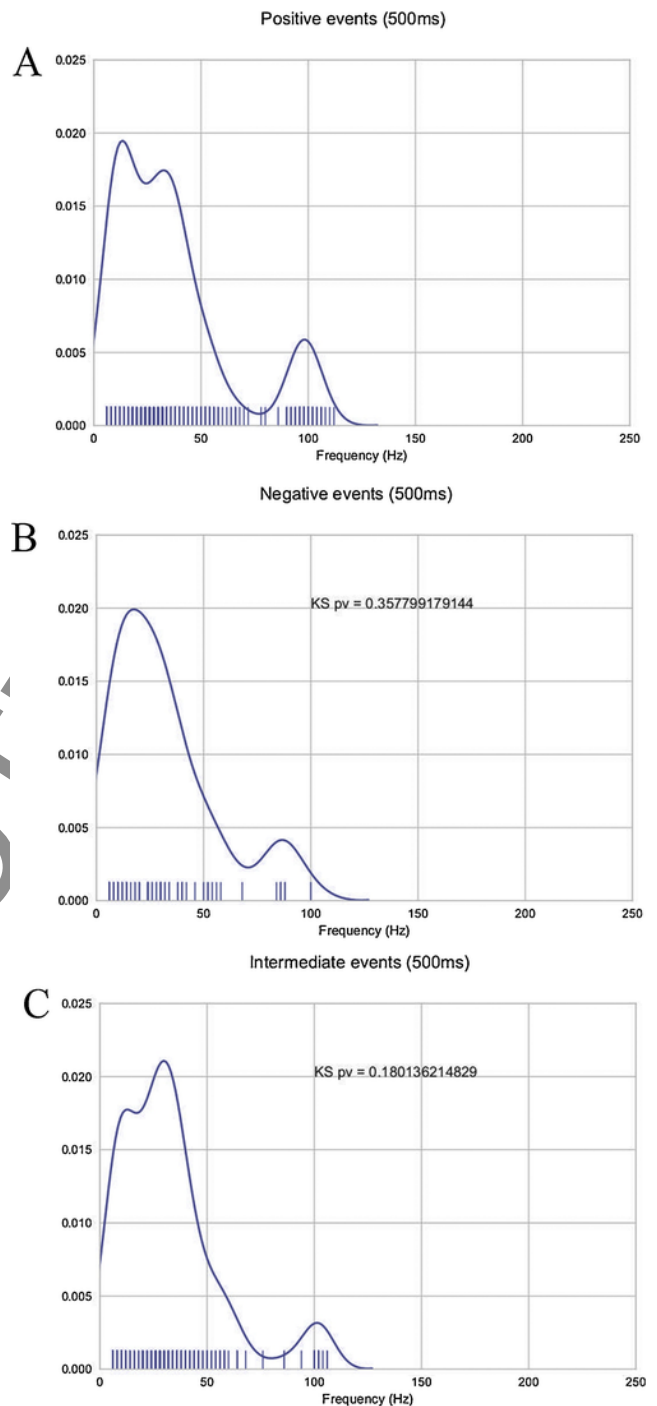 Positive events (500ms)
A
0.025
0.020
0.015
0.010
0.005
0.000
0 50 100 150 200 250
Frequency (Hz)
Negative events (500ms)
B
0.025
KS pv = 0.357799179144
0.020
0.015
0.010
0.005
0.000
0 50 100 150 200 250
Frequency (Hz)
Intermediate events (500ms)
C
0.025
KS pv = 0.180136214829
0.020
0.015
0.010
0.005
0.000
0 50 100 150 200 250
Frequency (Hz)